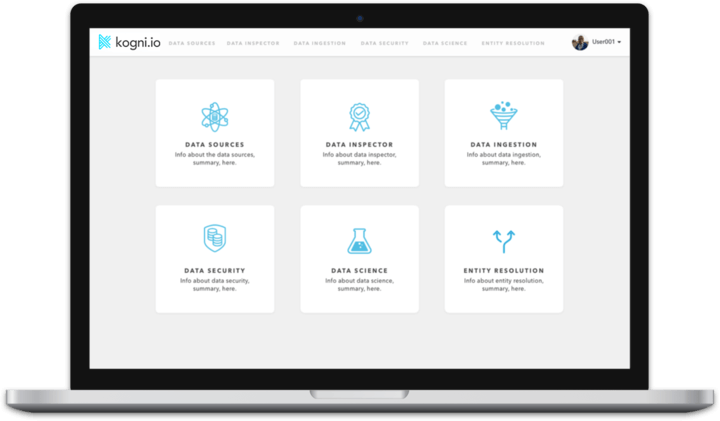 kogni.io DATA SOURCES DATA INSPECTOR DATA INGESTION DATA SECURITY DATA SCIENCE ENTITY RESOLUTION User001
DATA SOURCES
Info about the data sources,
summary, here.
DATA INSPECTOR
Info about data inspector,
summary, here.
DATA INGESTION
Info about data ingestion,
summary, here.
DATA SECURITY
Info about data security,
summary, here.
DATA SCIENCE
Info about data science,
summary, here.
ENTITY RESOLUTION
Info about entity resolution,
summary, here.